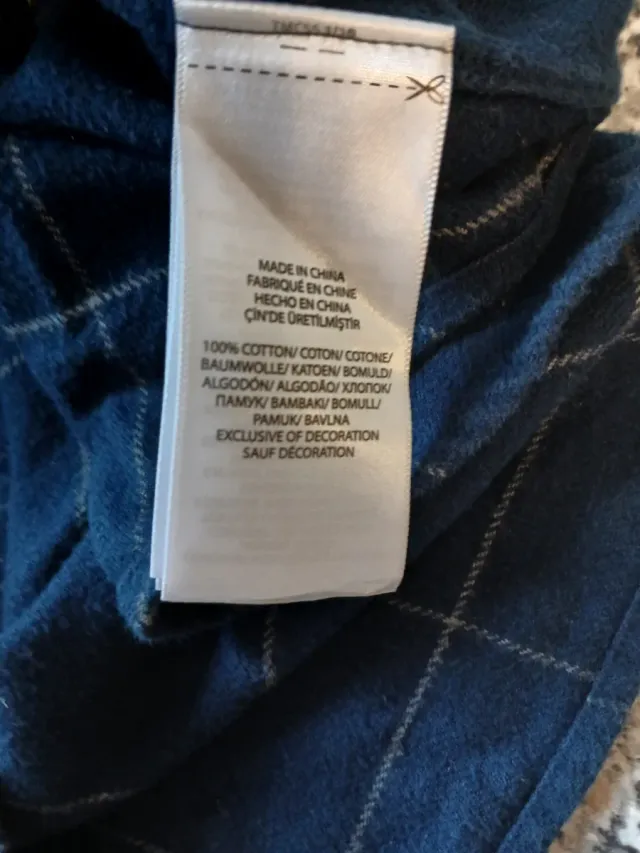 MADE IN CHINA
FABRIQUÉ EN CHINE
HECHO EN CHINA
ÇİN'DE ÜRETİLMİŞTİR
100% COTTON/ COTON/ COTONE/
BAUMWOLLE/ KATOEN/ BOMULD/
ALGODÓN/ ALGODÃO/ ХЛОПОК/
ПАМУК/ BAMBAKI/ BOMULL/
PAMUK/ BAVLNA
EXCLUSIVE OF DECORATION
SAUF DÉCORATION